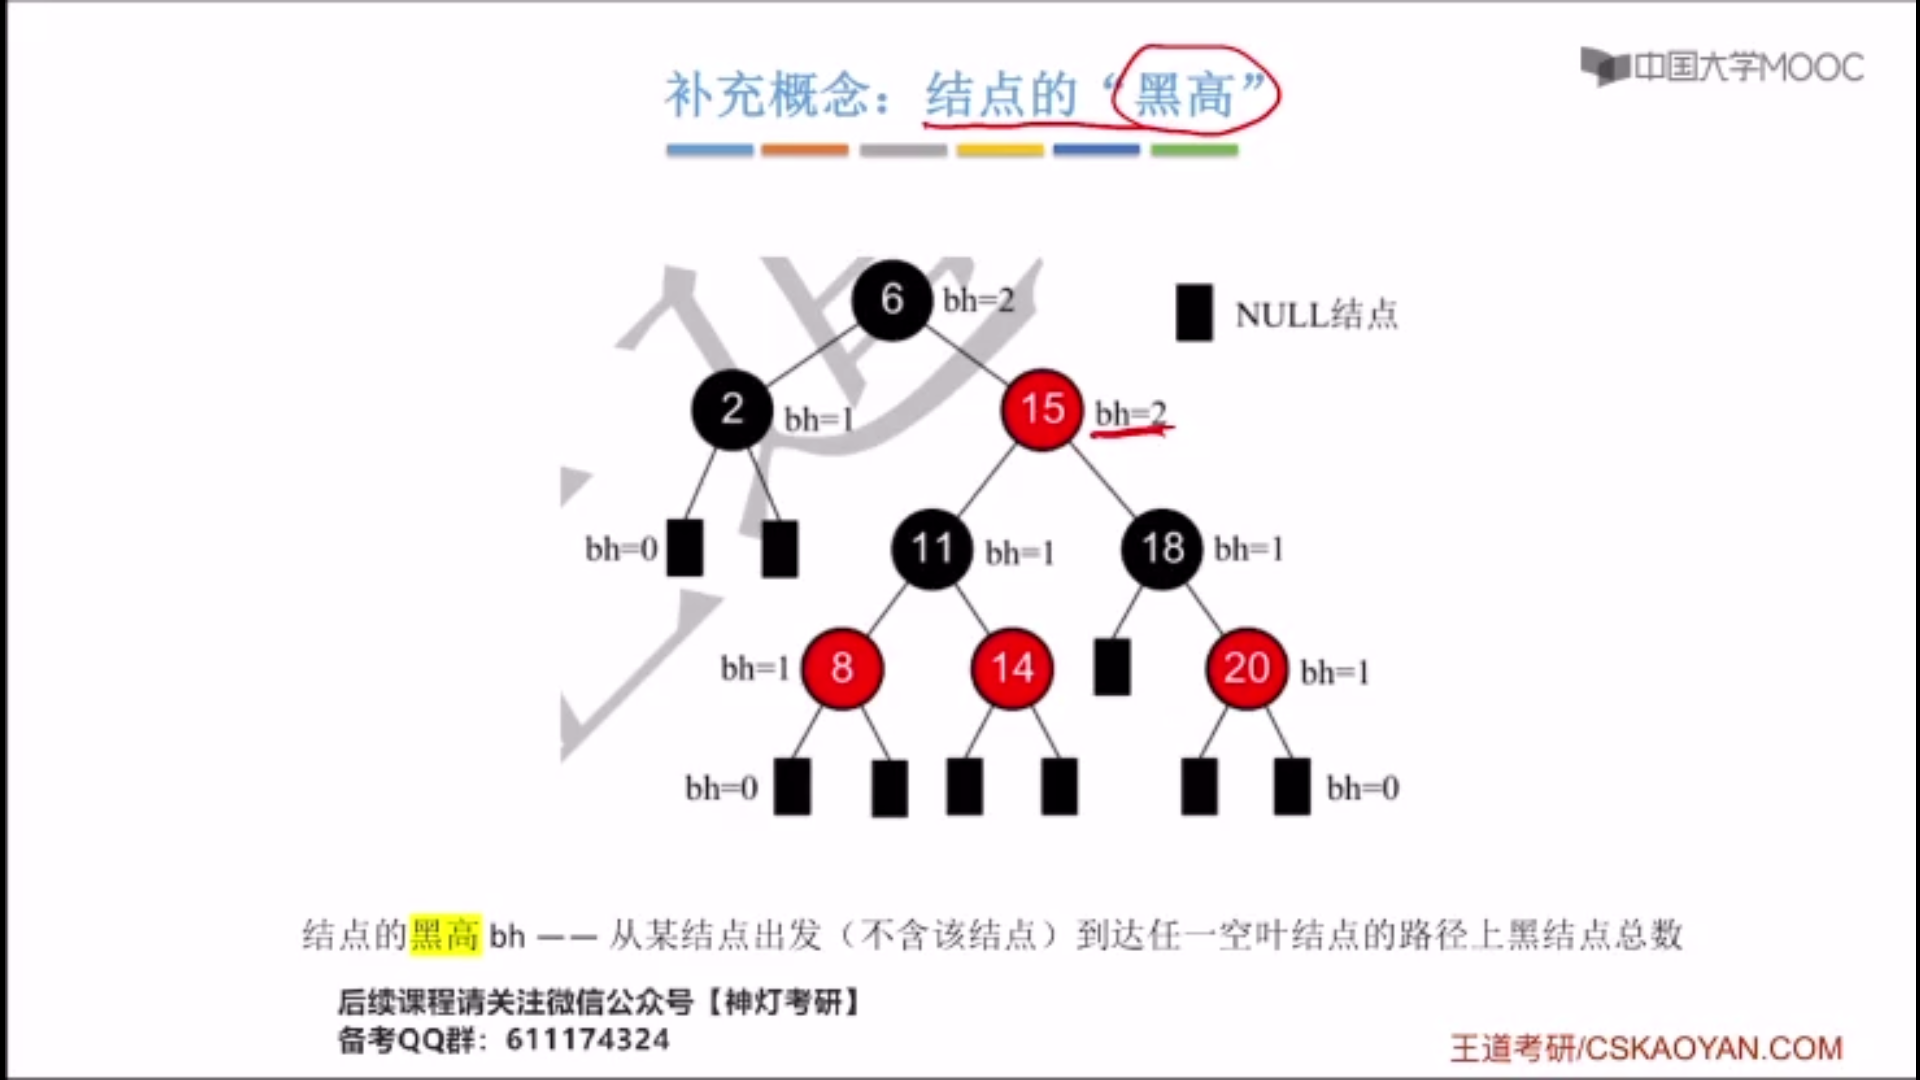 补充概念：结点的“黑高”
中国大学MOOC
6 bh=2
NULL结点
2 bh=1
15 bh=2
bh=0
11 bh=1
18 bh=1
bh=1 8
14
20 bh=1
bh=0
bh=0
结点的黑高 bh —— 从某结点出发（不含该结点）到达任一空叶结点的路径上黑结点总数
后续课程请关注微信公众号【神灯考研】
备考QQ群：611174324
王道考研/CSKAOYAN.COM